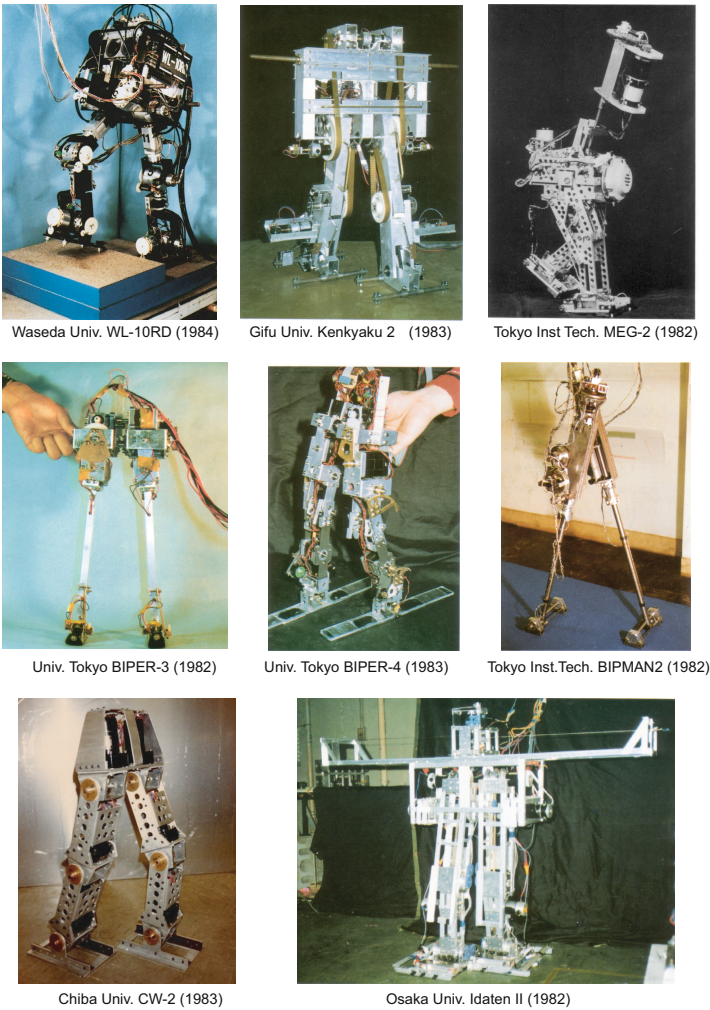 WL-10RD
Waseda Univ. WL-10RD (1984)
Gifu Univ. Kenkyaku 2 (1983)
Tokyo Inst Tech. MEG-2 (1982)
Univ. Tokyo BIPER-3 (1982)
Univ. Tokyo BIPER-4 (1983)
Tokyo Inst.Tech. BIPMAN2 (1982)
Chiba Univ. CW-2 (1983)
Osaka Univ. Idaten II (1982)